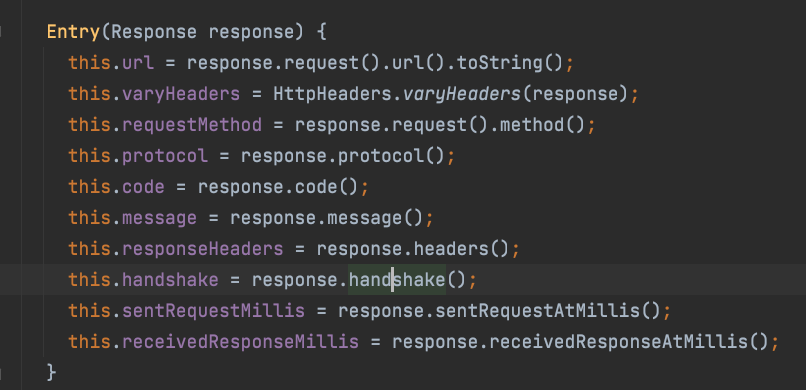 Entry(Response response) {
this.url = response.request().url().toString();
this.varyHeaders = HttpHeaders.varyHeaders(response);
this.requestMethod = response.request().method();
this.protocol = response.protocol();
this.code = response.code();
this.message = response.message();
this.responseHeaders = response.headers();
this.handshake = response.handshake();
this.sentRequestMillis = response.sentRequestAtMillis();
this.receivedResponseMillis = response.receivedResponseAtMillis();
}